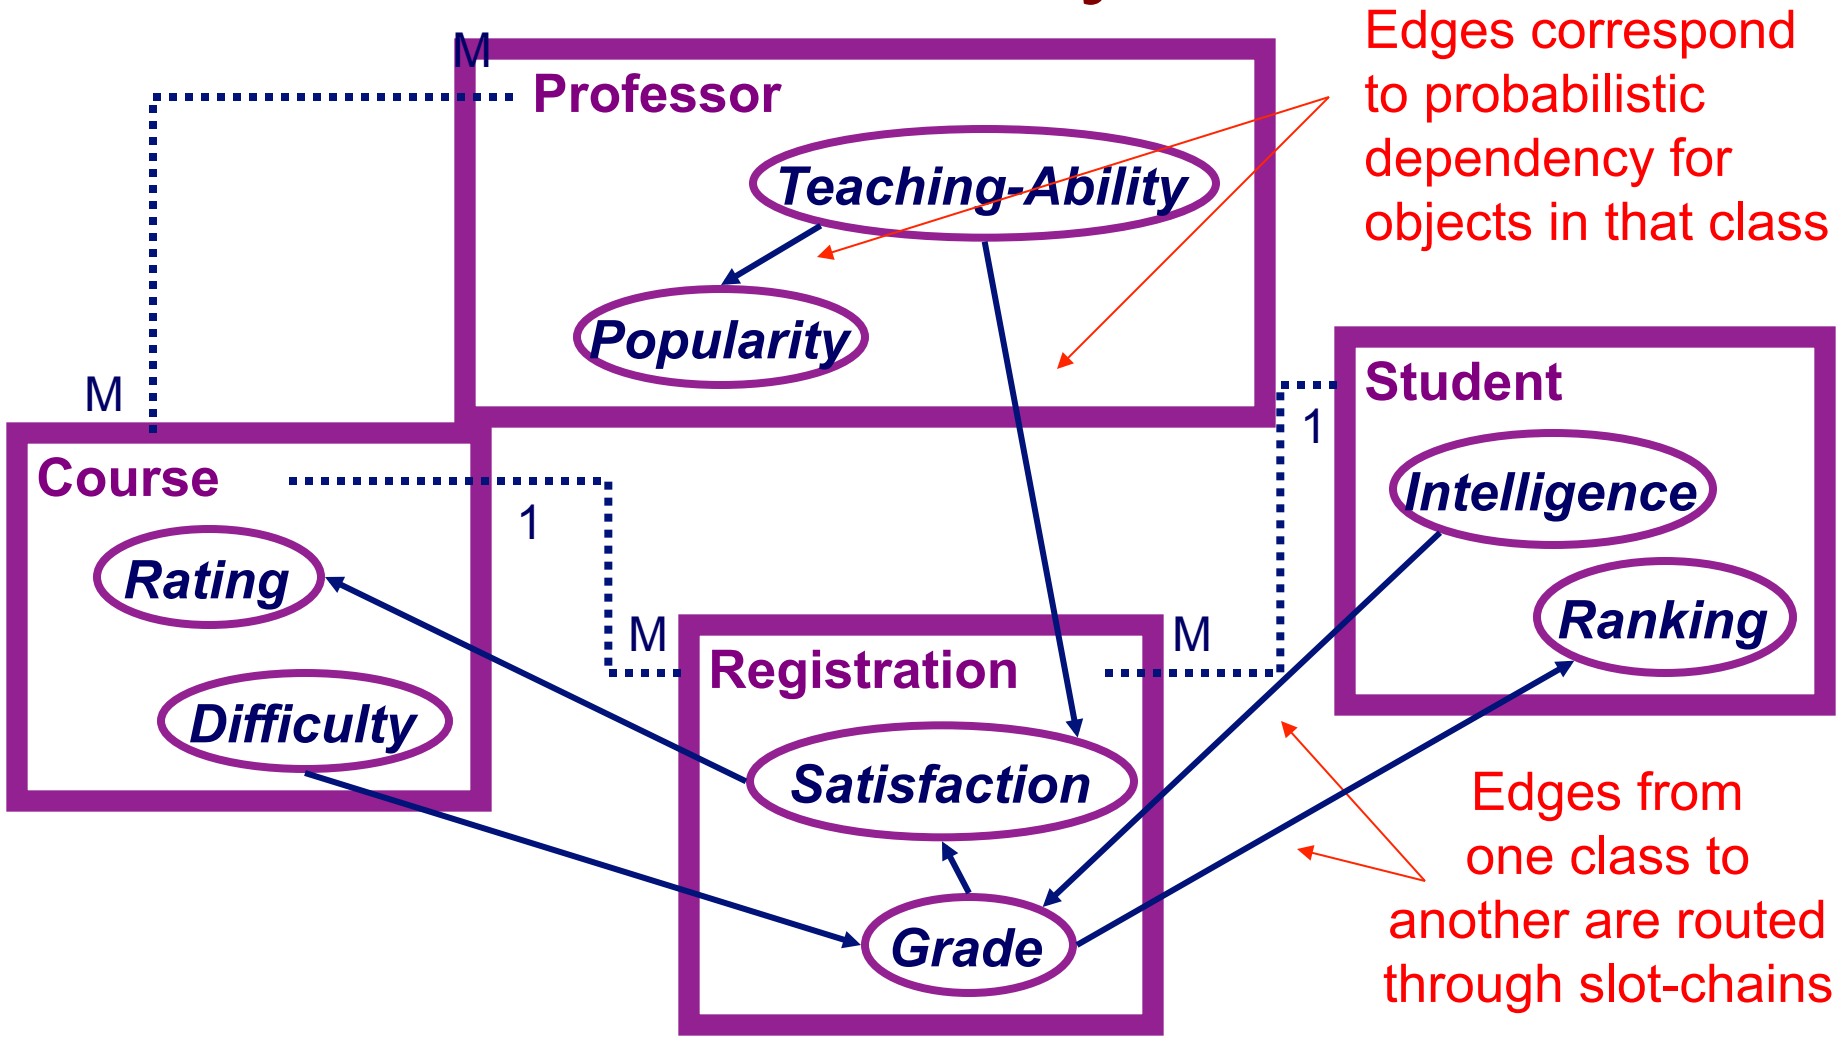 Edges correspond
to probabilistic
dependency for
objects in that class
M
Professor
Teaching-Ability
Popularity
M
Student
1
Intelligence
Ranking
Course
1
Rating
Difficulty
M
M
Registration
Satisfaction
Grade
Edges from
one class to
another are routed
through slot-chains